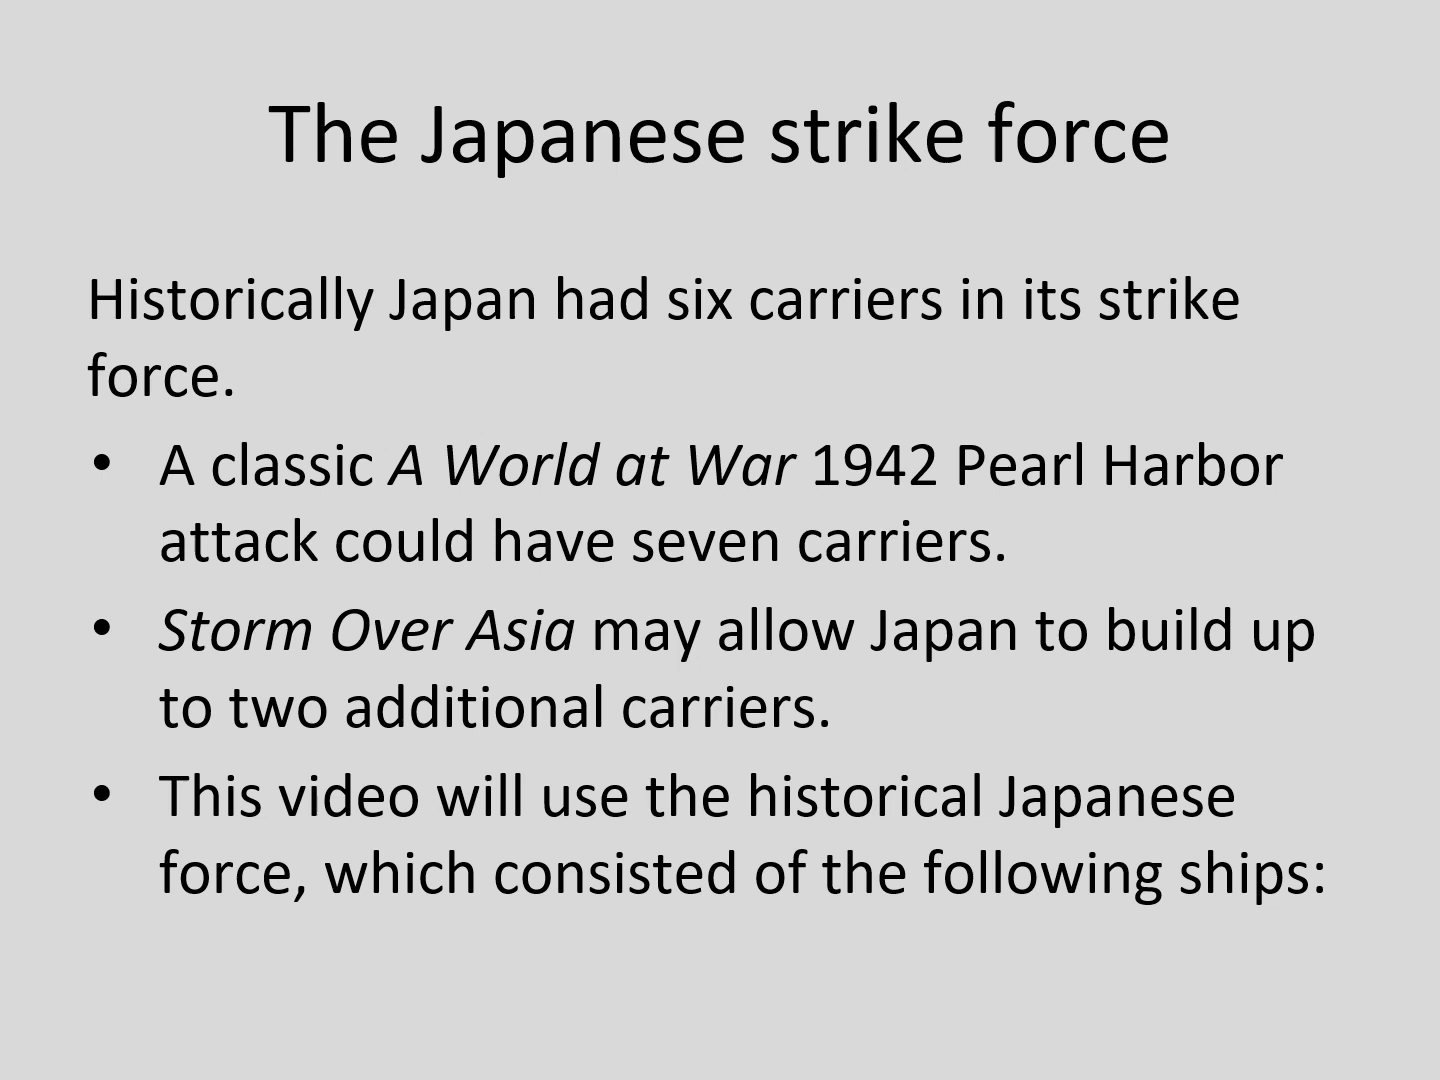 The Japanese strike force
Historically Japan had six carriers in its strike
force.
• A classic A World at War 1942 Pearl Harbor
attack could have seven carriers.
• Storm Over Asia may allow Japan to build up
to two additional carriers.
• This video will use the historical Japanese
force, which consisted of the following ships: